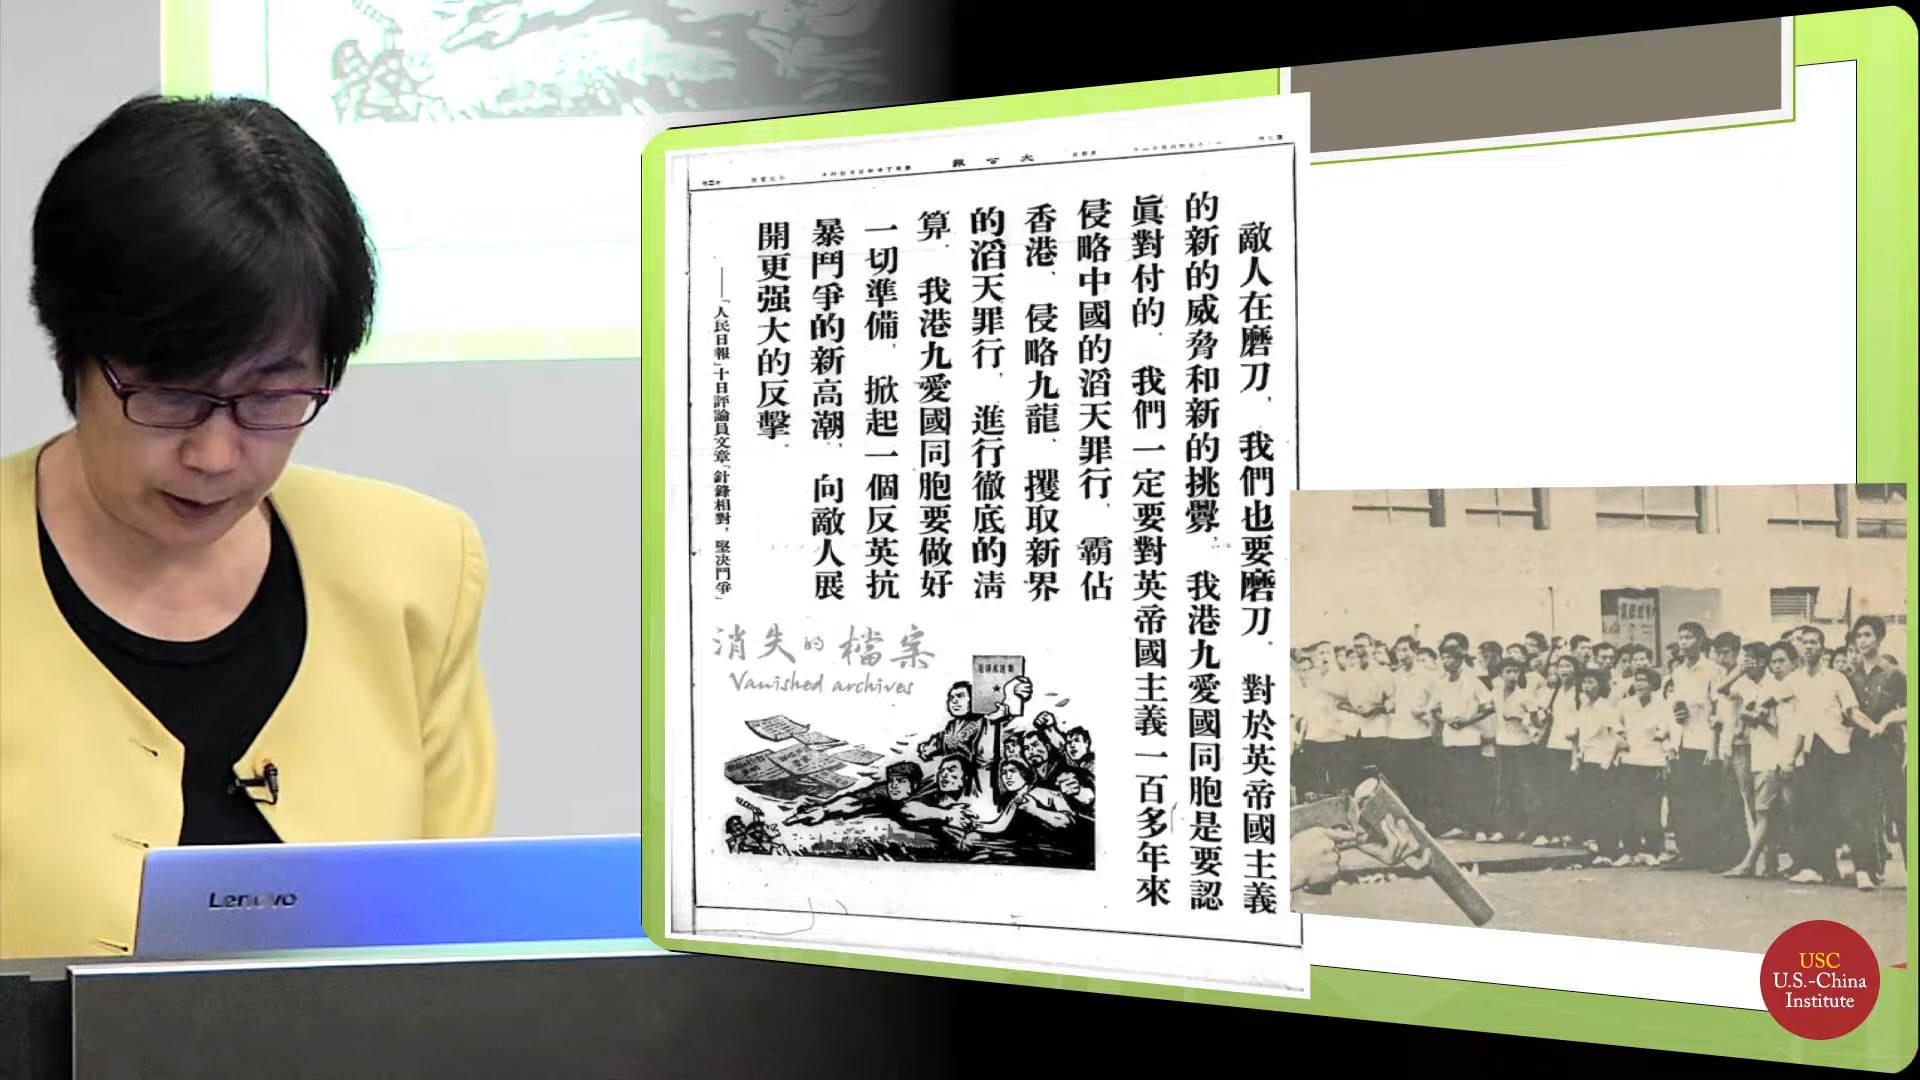 大公報
敵人在磨刀，我們也要磨刀．對於英帝國主義
的新的威脅和新的挑釁，我港九愛國同胞是要認
眞對付的．我們一定要對英帝國主義一百多年來
侵略中國的滔天罪行，霸佔
香港、侵略九龍、攫取新界
的滔天罪行，進行徹底的清
算．我港九愛國同胞要做好
一切準備，掀起一個反英抗
暴鬥爭的新高潮，向敵人展
開更强大的反擊．
——「人民日報」十日評論員文章「針鋒相對，堅决鬥爭」
消失的檔案
Vanished archives
Lenovo
USC
U.S.-China
Institute